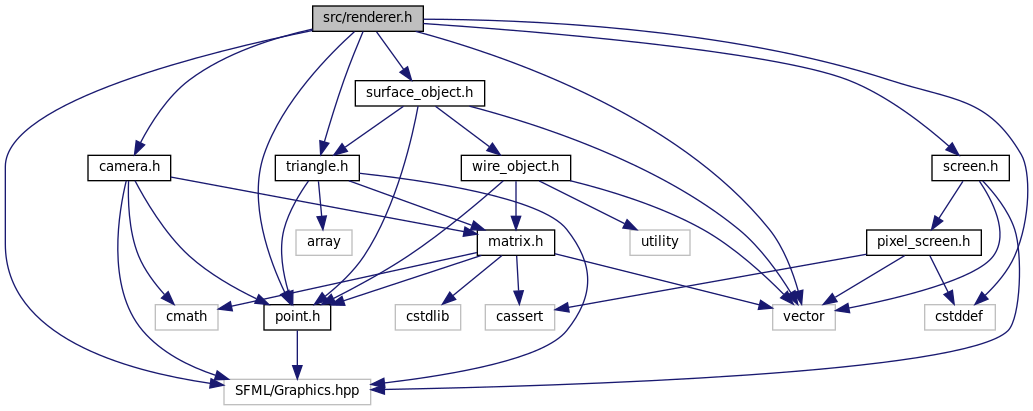 src/renderer.h
surface_object.h
camera.h
triangle.h
wire_object.h
screen.h
array
matrix.h
utility
pixel_screen.h
cmath
point.h
cstdlib
cassert
vector
cstddef
SFML/Graphics.hpp